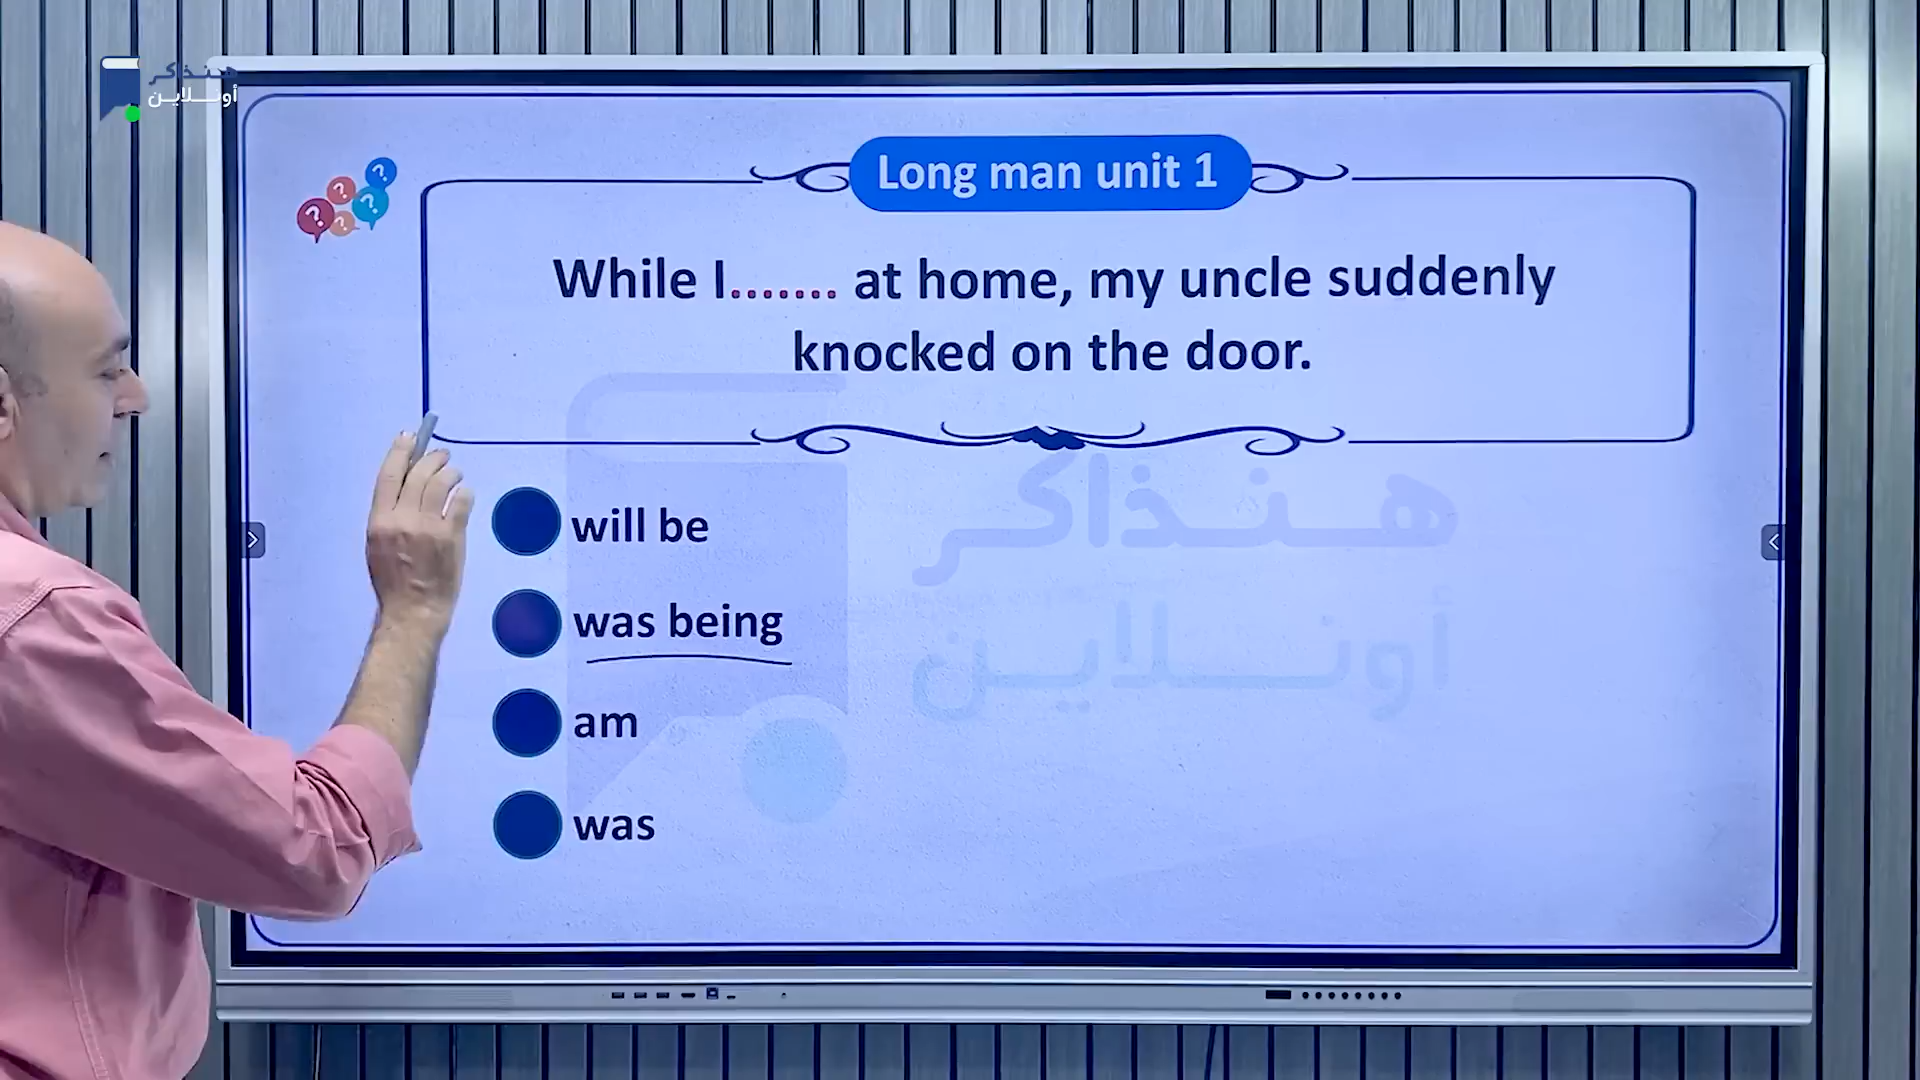 هنذاكر
أونلاين
Long man unit 1
While I....... at home, my uncle suddenly
knocked on the door.
will be
was being
am
was
هنذاكر
أونلاين